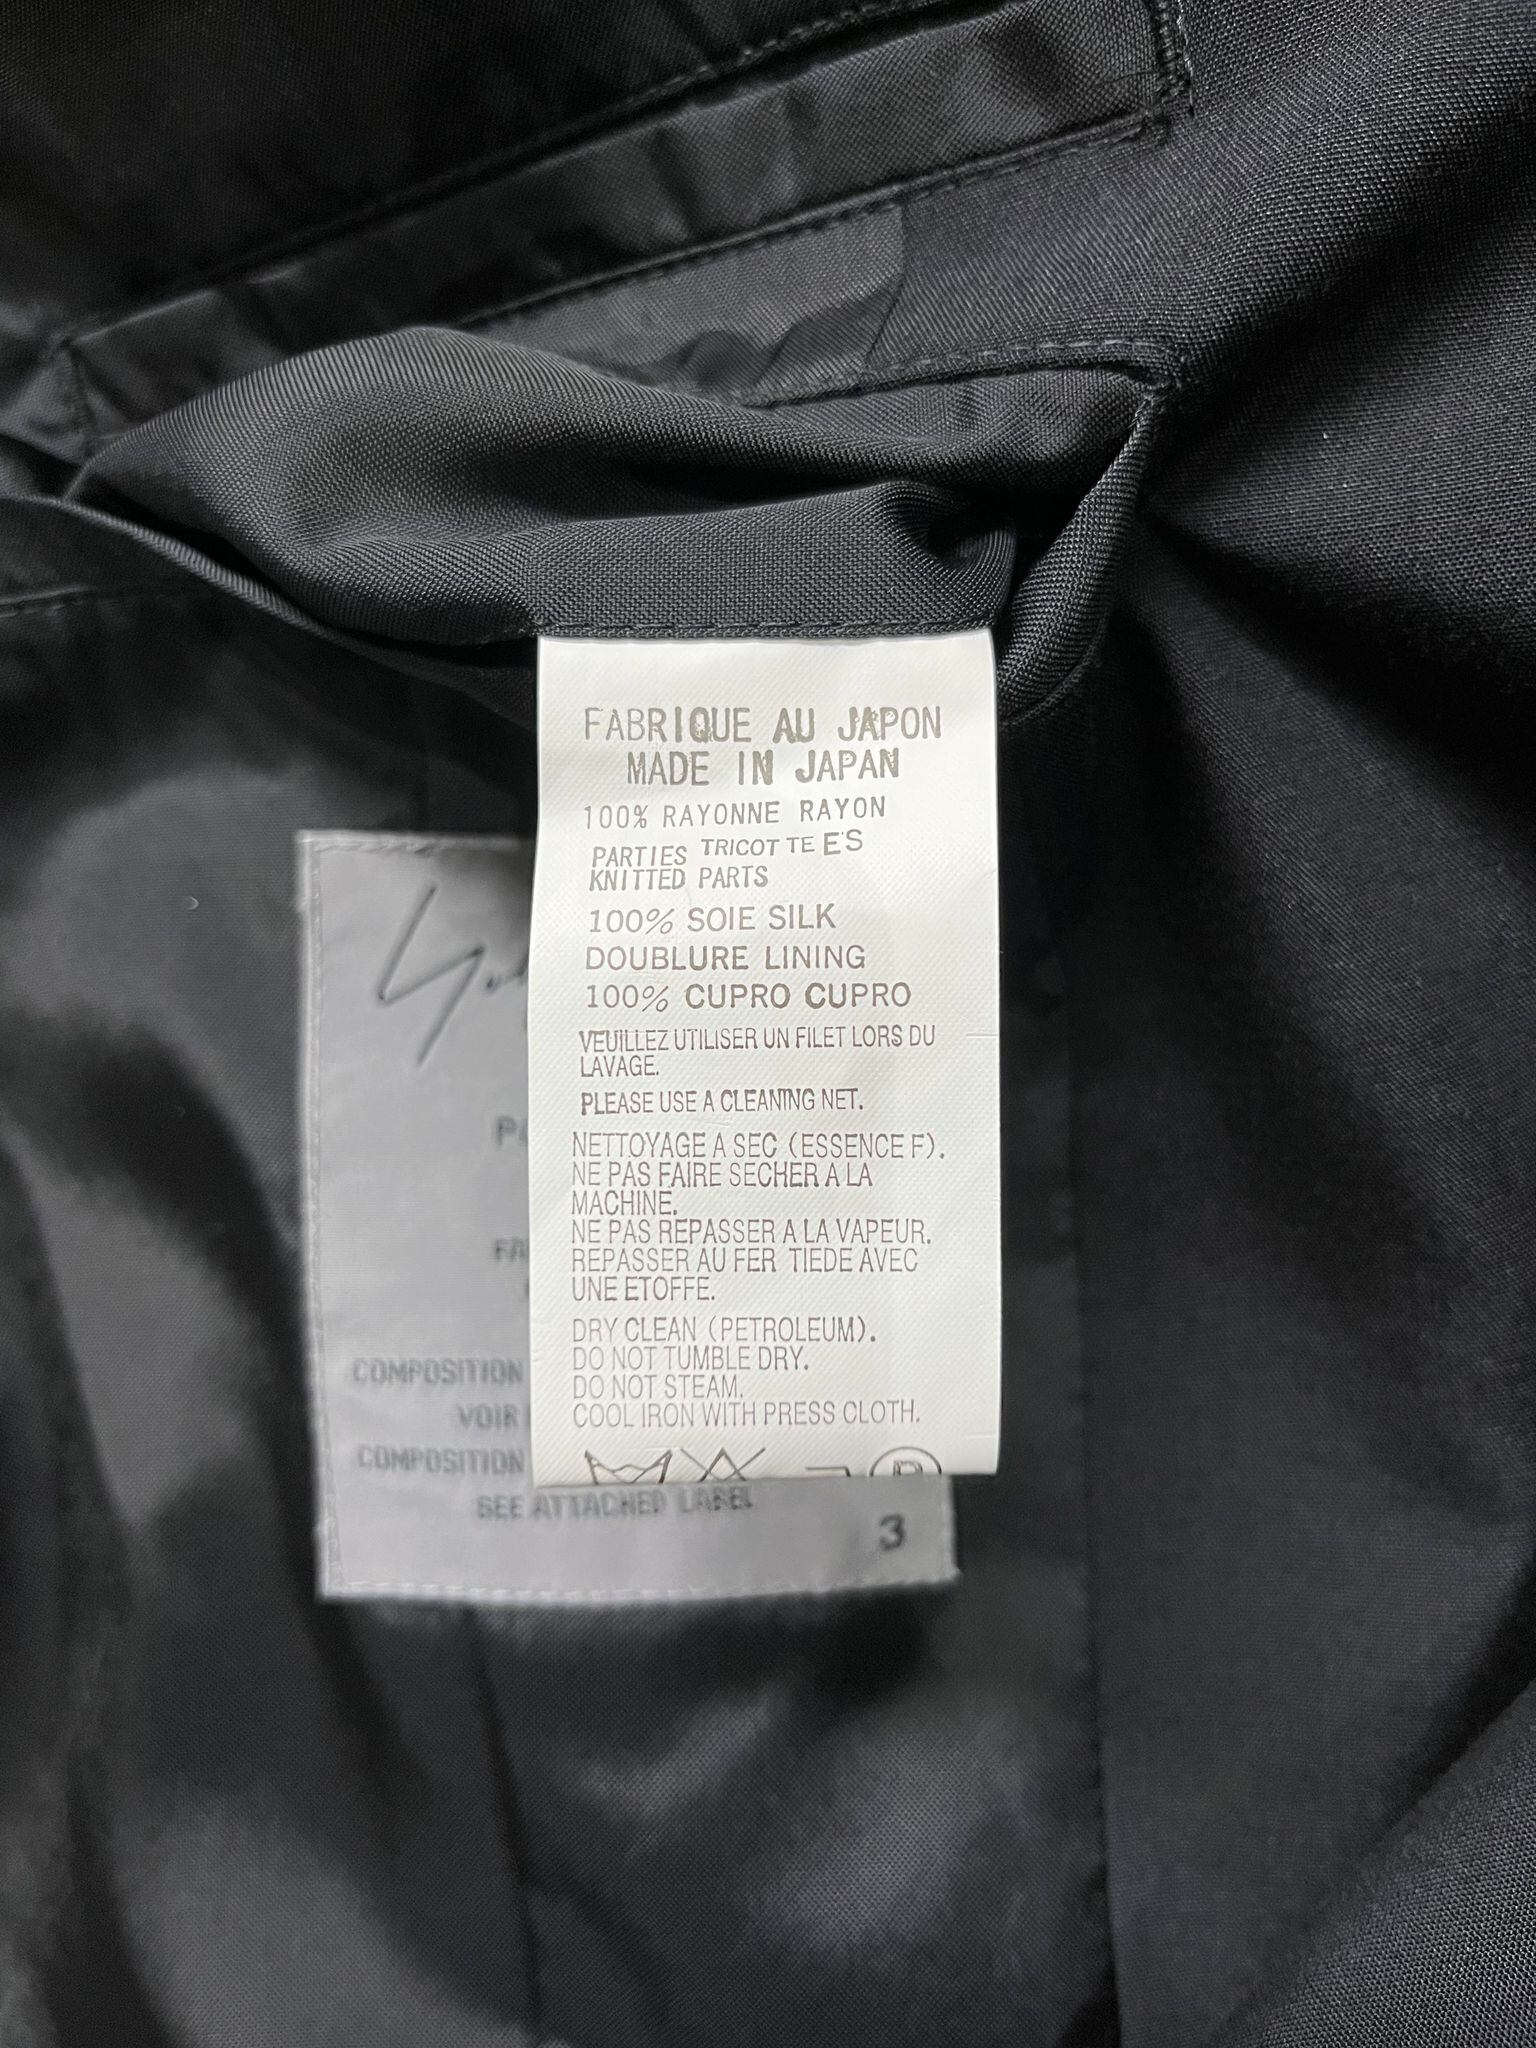 FABRIQUE AU JAPON
MADE IN JAPAN
100% RAYONNE RAYON
PARTIES TRICOTTEE'S
KNITTED PARTS
100% SOIE SILK
DOUBLURE LINING
100% CUPRO CUPRO
VEUILLEZ UTILISER UN FILET LORS DU
LAVAGE.
PLEASE USE A CLEANING NET.
NETTOYAGE A SEC (ESSENCE F).
NE PAS FAIRE SECHER A LA
MACHINE.
NE PAS REPASSER A LA VAPEUR.
REPASSER AU FER TIEDE AVEC
UNE ETOFFE.
DRY CLEAN (PETROLEUM).
DO NOT TUMBLE DRY.
DO NOT STEAM.
COOL IRON WITH PRESS CLOTH.
COMPOSITION
VOIR
COMPOSITION
SEE ATTACHED LABEL
3